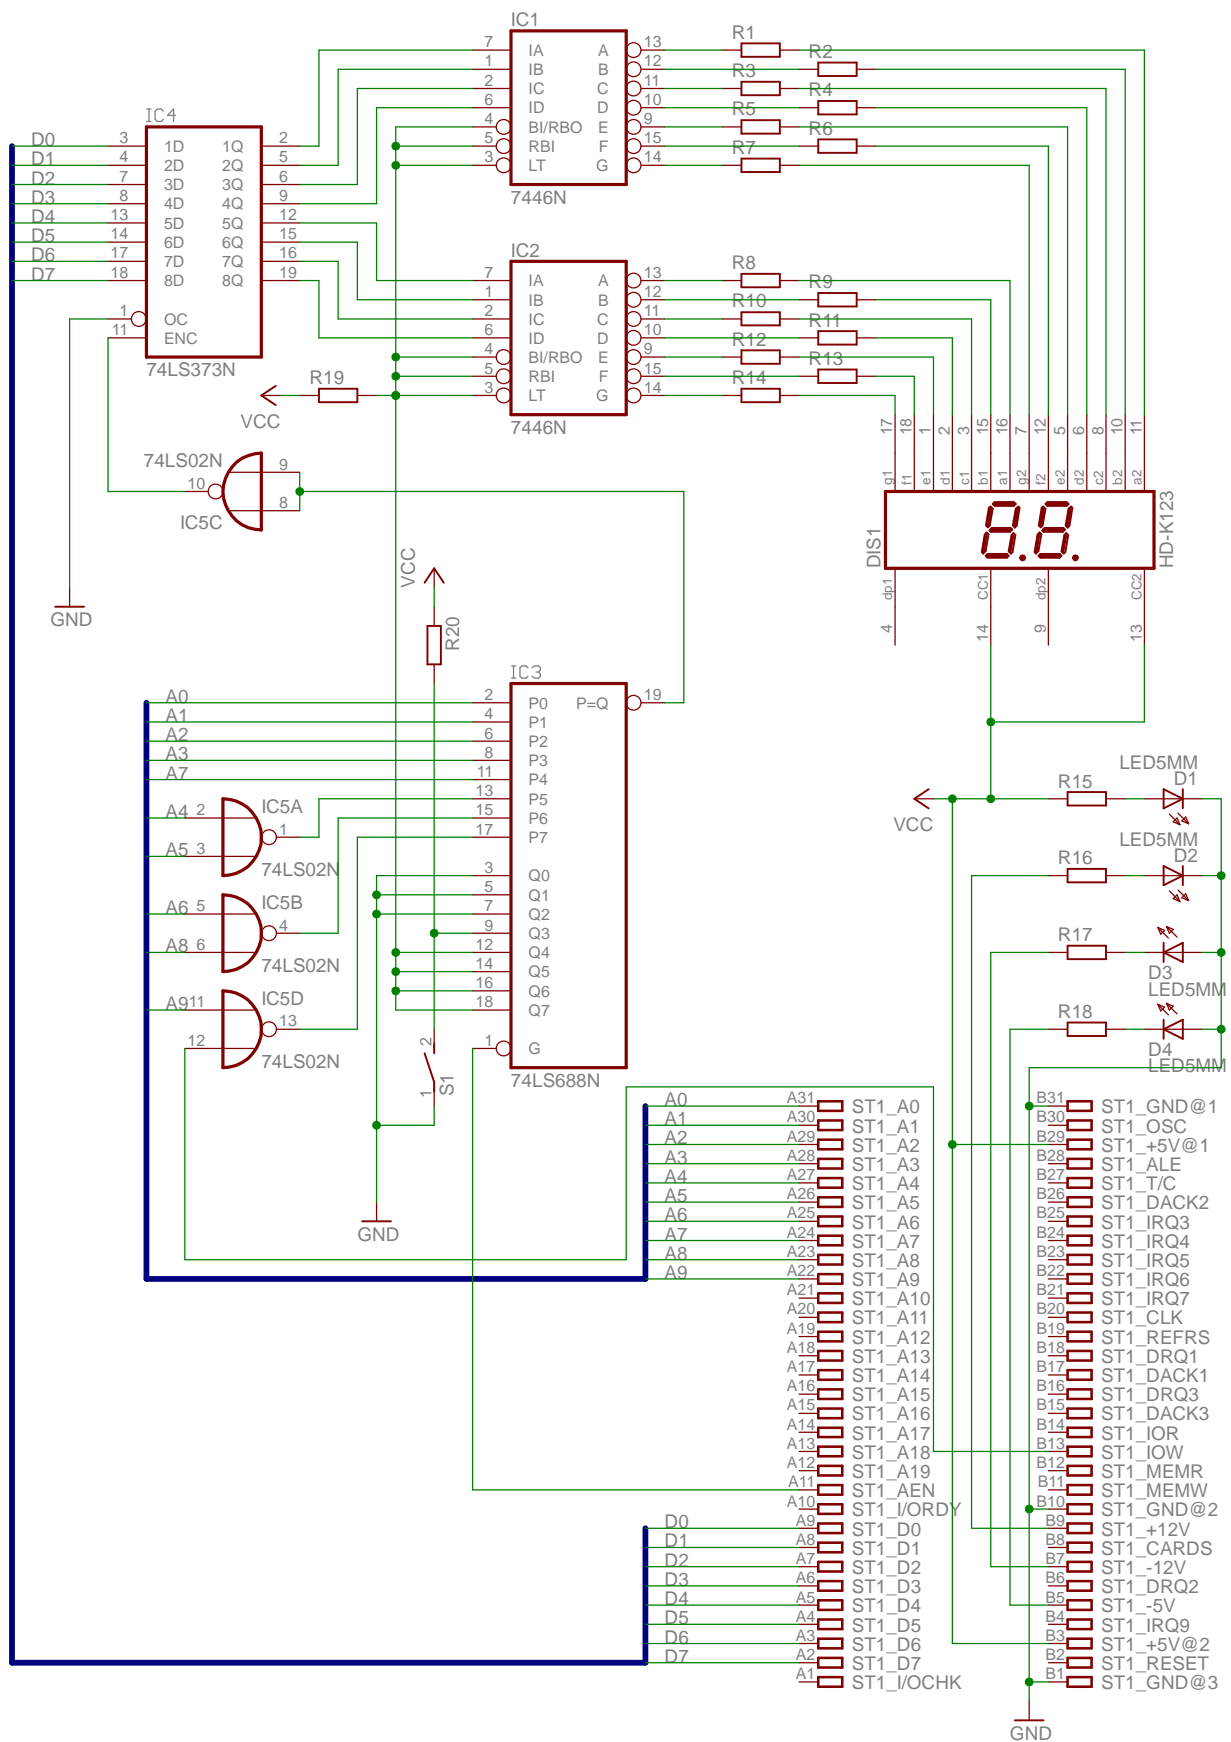 IC1
7 IA A 13 R1
1 IB B 12 R2
2 IC C 11 R3
6 ID D 10 R4
4 BI/RBO E 9 R5
5 RBI F 15 R6
3 LT G 14 R7
7446N
IC4
D0 3 1D 1Q 2
D1 4 2D 2Q 5
D2 7 3D 3Q 6
D3 8 4D 4Q 9
D4 13 5D 5Q 12
D5 14 6D 6Q 15
D6 17 7D 7Q 16
D7 18 8D 8Q 19
1 OC
11 ENC
74LS373N
IC2
7 IA A 13 R8
1 IB B 12 R9
2 IC C 11 R10
6 ID D 10 R11
4 BI/RBO E 9 R12
5 RBI F 15 R13
3 LT G 14 R14
7446N
R19
VCC
74LS02N
10 9
8
IC5C
GND
17 18 1 2 3 15 16 7 12 5 6 8 10 11
g1 f1 e1 d1 c1 b1 a1 g2 f2 e2 d2 c2 b2 a2
DIS1
8.8.
HD-K123
dp1 CC1 dp2 CC2
4 14 9 13
VCC
R20
IC3
A0 2 P0 P=Q 19
A1 4 P1
A2 6 P2
A3 8 P3
A7 11 P4
13 P5
15 P6
17 P7
3 Q0
5 Q1
7 Q2
9 Q3
12 Q4
14 Q5
16 Q6
18 Q7
1 G
74LS688N
A4 2 IC5A
1
A5 3
74LS02N
A6 5 IC5B
4
A8 6
74LS02N
A9 11 IC5D
13
12
74LS02N
2
1
S1
GND
VCC
LED5MM
R15 D1
LED5MM
R16 D2
R17
D3
LED5MM
R18
D4
LED5MM
A0 A31 ST1_A0
A1 A30 ST1_A1
A2 A29 ST1_A2
A3 A28 ST1_A3
A4 A27 ST1_A4
A5 A26 ST1_A5
A6 A25 ST1_A6
A7 A24 ST1_A7
A8 A23 ST1_A8
A9 A22 ST1_A9
A21 ST1_A10
A20 ST1_A11
A19 ST1_A12
A18 ST1_A13
A17 ST1_A14
A16 ST1_A15
A15 ST1_A16
A14 ST1_A17
A13 ST1_A18
A12 ST1_A19
A11 ST1_AEN
A10 ST1_I/ORDY
D0 A9 ST1_D0
D1 A8 ST1_D1
D2 A7 ST1_D2
D3 A6 ST1_D3
D4 A5 ST1_D4
D5 A4 ST1_D5
D6 A3 ST1_D6
D7 A2 ST1_D7
A1 ST1_I/OCHK
B31 ST1_GND@1
B30 ST1_OSC
B29 ST1_+5V@1
B28 ST1_ALE
B27 ST1_T/C
B26 ST1_DACK2
B25 ST1_IRQ3
B24 ST1_IRQ4
B23 ST1_IRQ5
B22 ST1_IRQ6
B21 ST1_IRQ7
B20 ST1_CLK
B19 ST1_REFRS
B18 ST1_DRQ1
B17 ST1_DACK1
B16 ST1_DRQ3
B15 ST1_DACK3
B14 ST1_IOR
B13 ST1_IOW
B12 ST1_MEMR
B11 ST1_MEMW
B10 ST1_GND@2
B9 ST1_+12V
B8 ST1_CARDS
B7 ST1_-12V
B6 ST1_DRQ2
B5 ST1_-5V
B4 ST1_IRQ9
B3 ST1_+5V@2
B2 ST1_RESET
B1 ST1_GND@3
GND